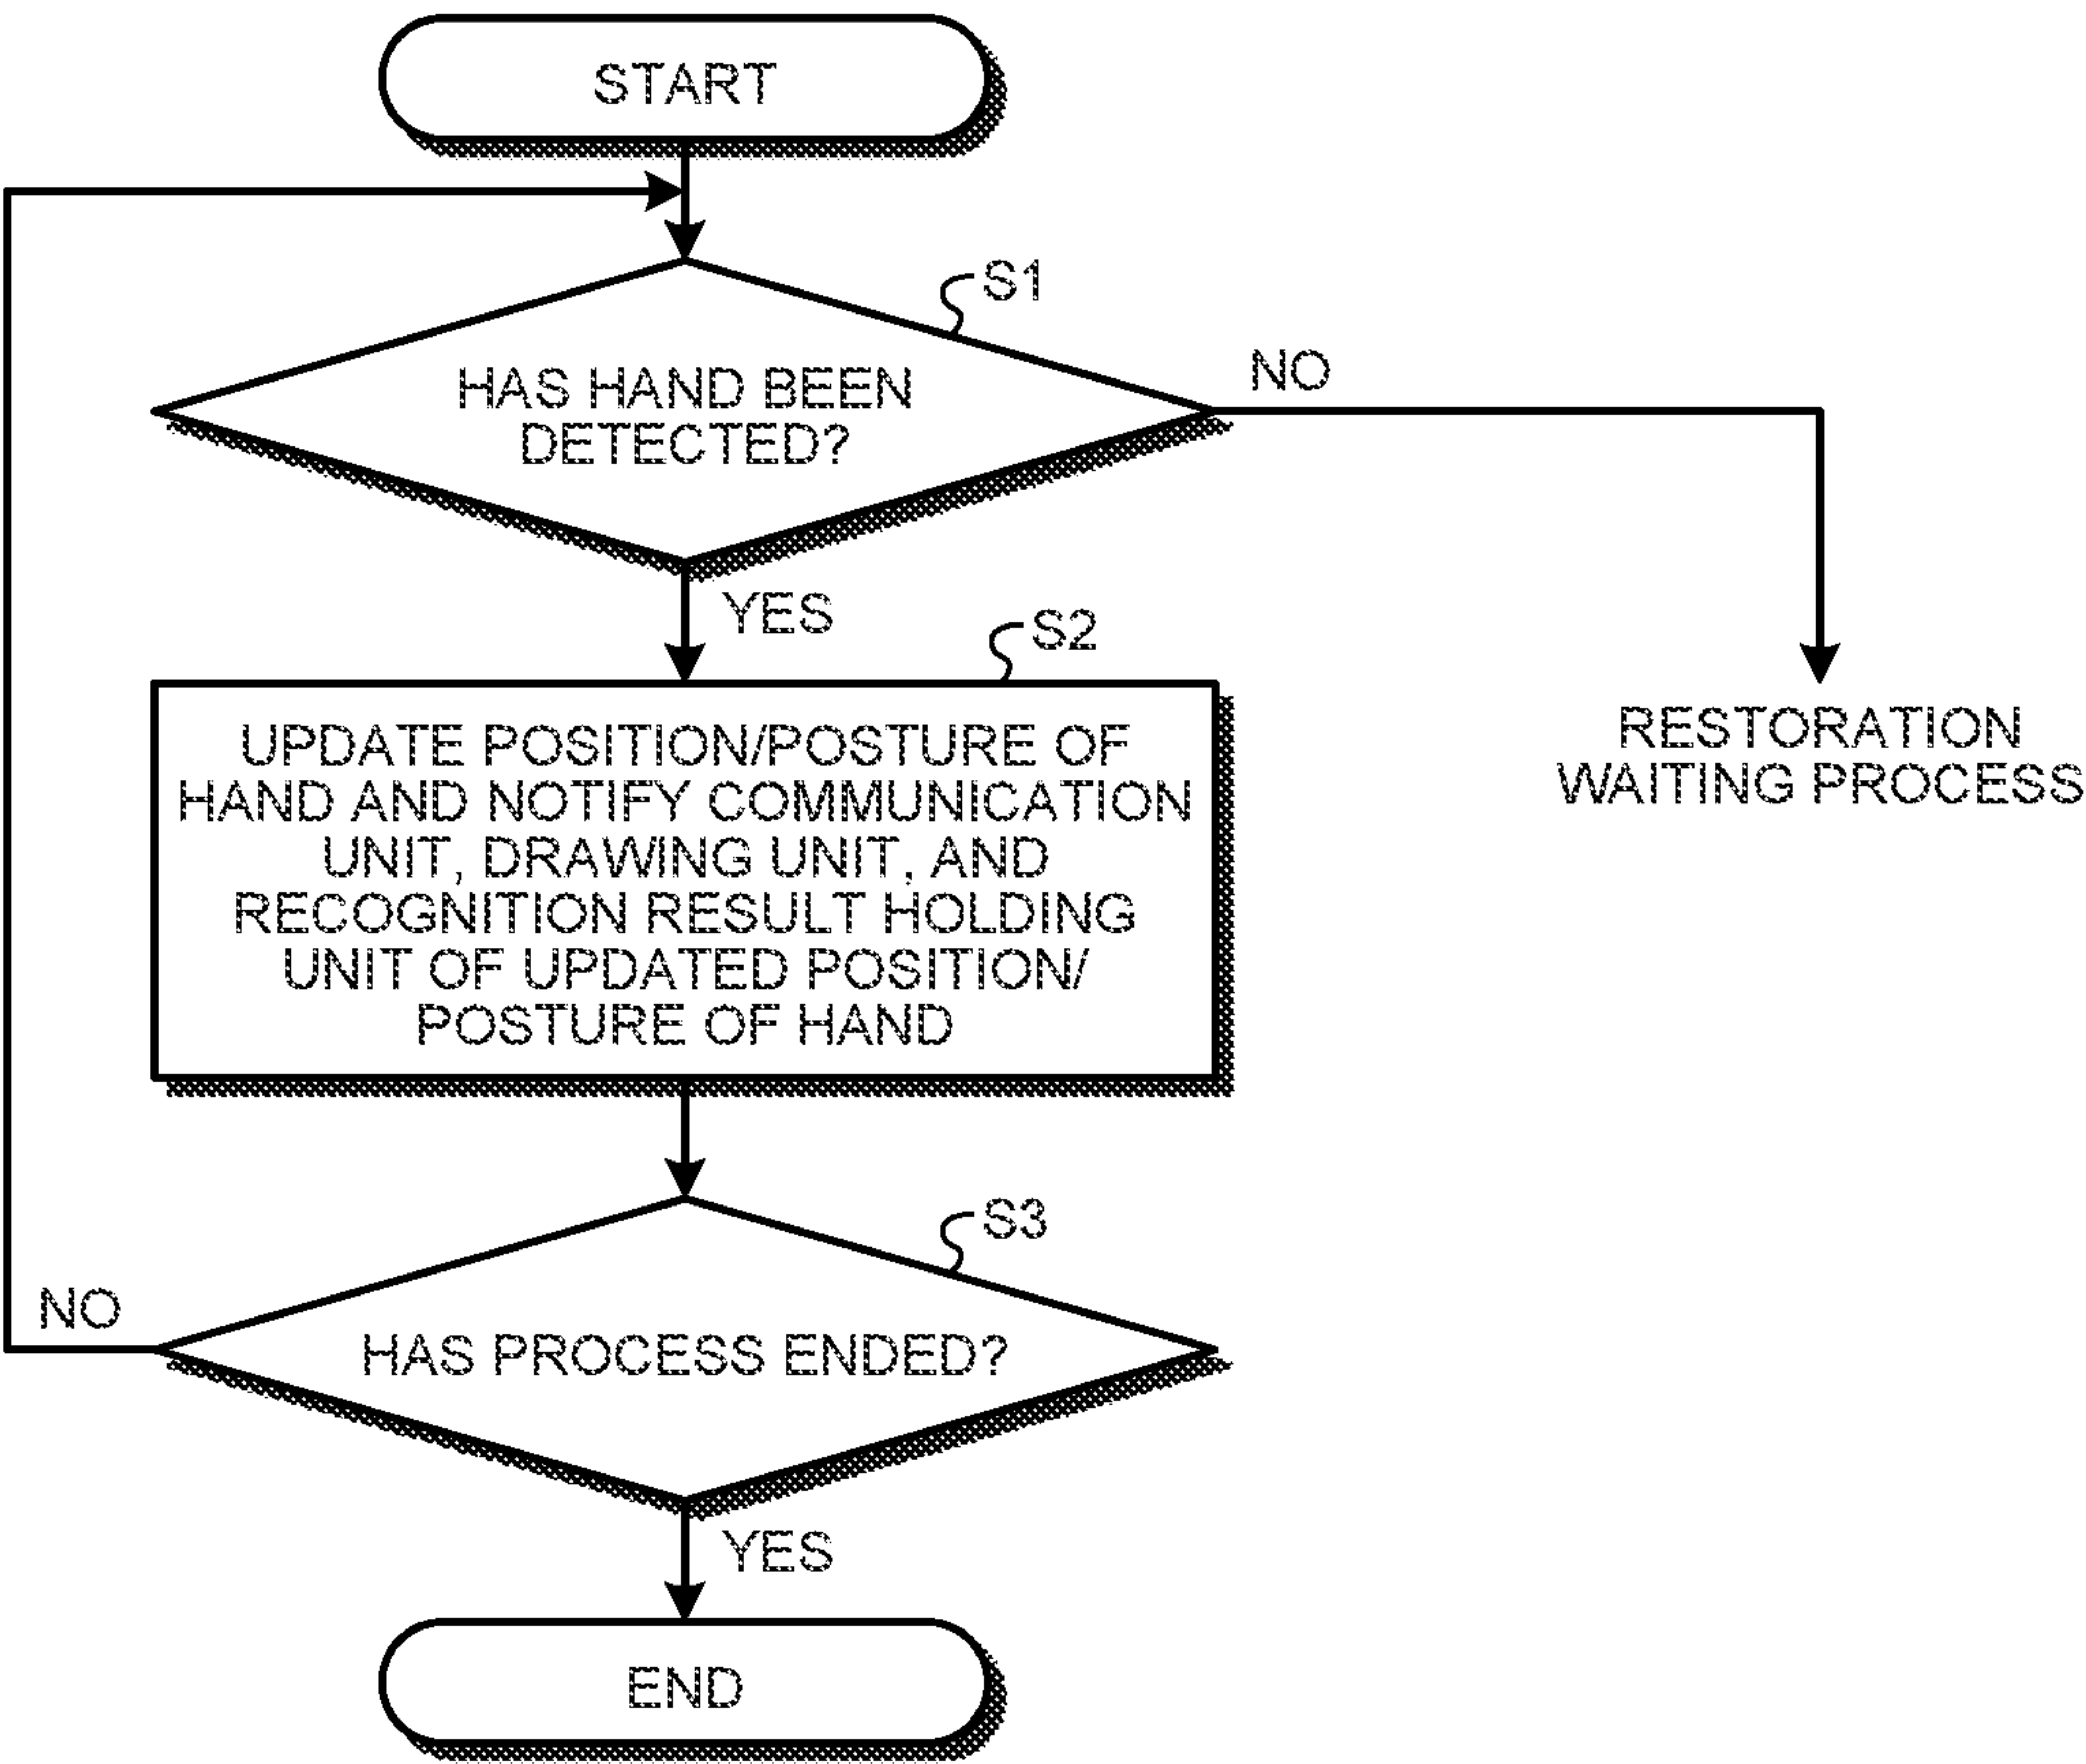 START
S1
HAS HAND BEEN
DETECTED?
NO
YES
S2
UPDATE POSITION/POSTURE OF
HAND AND NOTIFY COMMUNICATION
UNIT, DRAWING UNIT, AND
RECOGNITION RESULT HOLDING
UNIT OF UPDATED POSITION/
POSTURE OF HAND
RESTORATION
WAITING PROCESS
S3
HAS PROCESS ENDED?
NO
YES
END